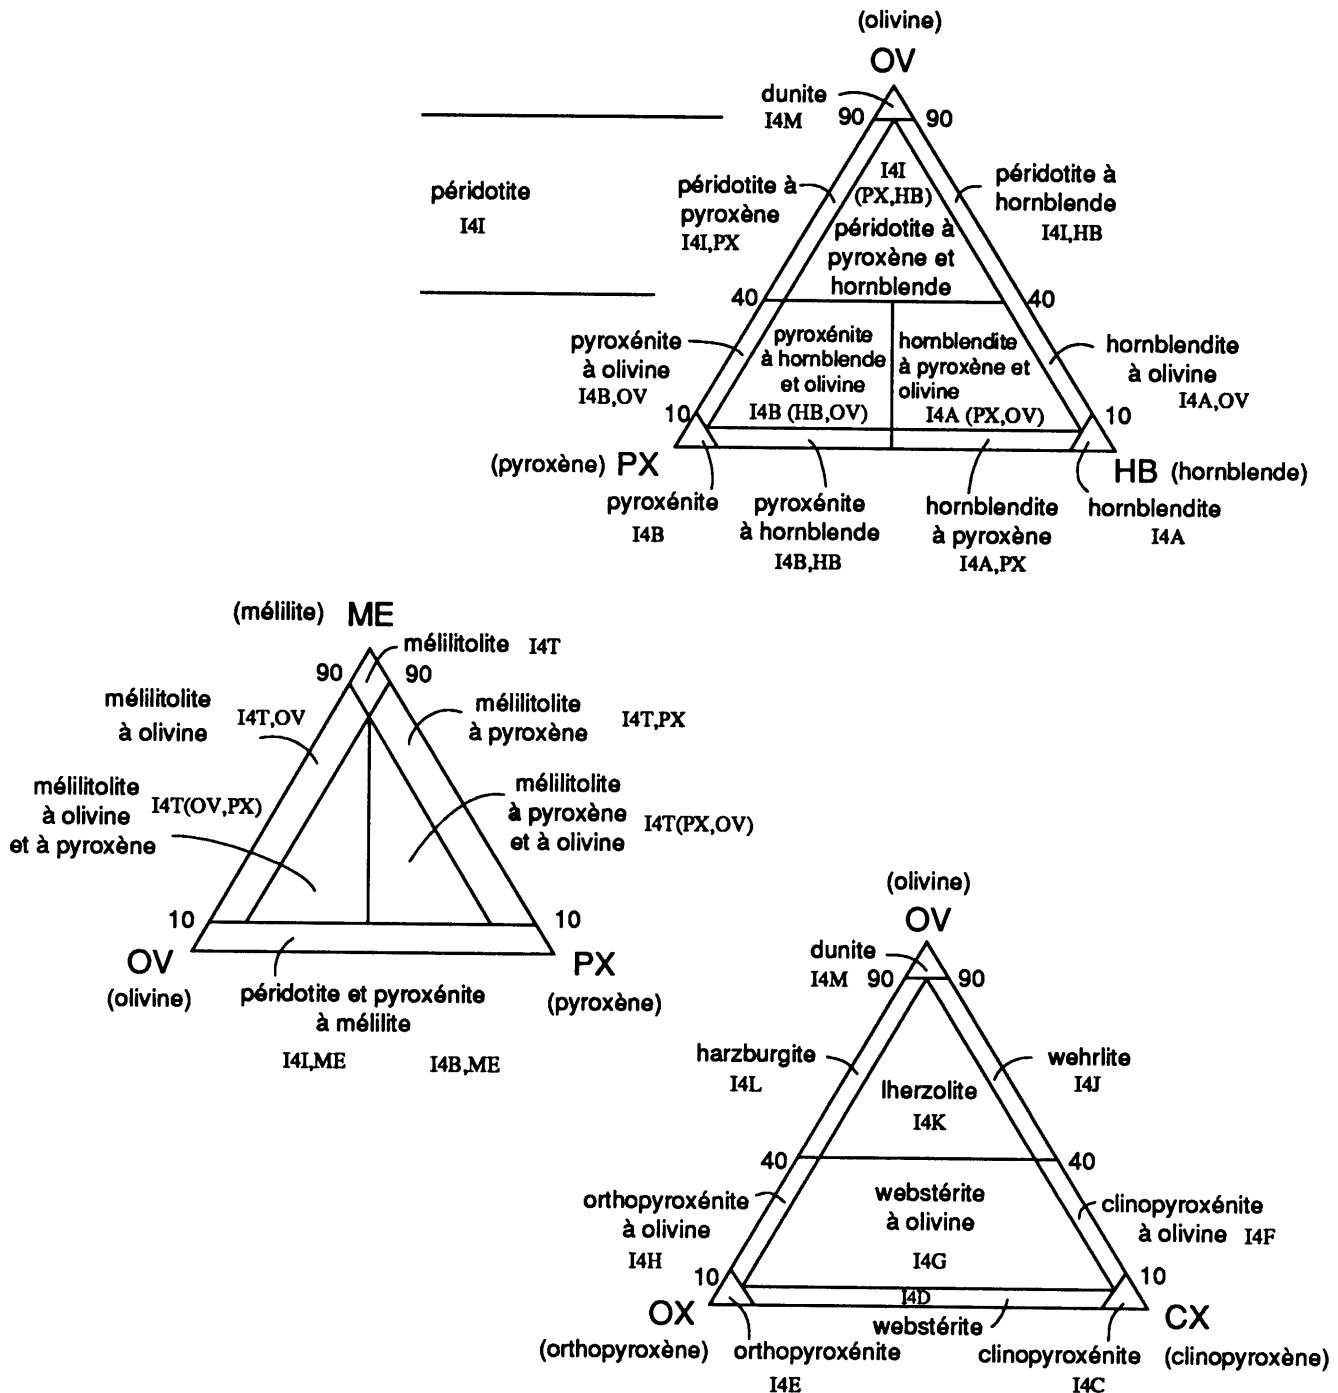 (olivine)
OV
dunite
I4M
90
90
péridotite
I4I
péridotite à
pyroxène
I4I,PX
I4I
(PX,HB)
péridotite à
pyroxène et
hornblende
péridotite à
hornblende
I4I,HB
40
40
pyroxénite
à olivine
I4B,OV
pyroxénite
à hornblende
et olivine
I4B (HB,OV)
hornblendite
à pyroxène et
olivine
I4A (PX,OV)
hornblendite
à olivine
I4A,OV
10
10
(pyroxène) PX
HB (hornblende)
pyroxénite
I4B
pyroxénite
à hornblende
I4B,HB
hornblendite
à pyroxène
I4A,PX
hornblendite
I4A
(mélilite) ME
mélilitolite I4T
90
90
mélilitolite
à olivine
I4T,OV
mélilitolite
à pyroxène
I4T,PX
mélilitolite
à olivine
et à pyroxène
I4T(OV,PX)
mélilitolite
à pyroxène
et à olivine
I4T(PX,OV)
10
10
OV
(olivine)
PX
(pyroxène)
péridotite et pyroxénite
à mélilite
I4I,ME
I4B,ME
(olivine)
OV
dunite
I4M
90
90
harzburgite
I4L
lherzolite
I4K
wehrlite
I4J
40
40
orthopyroxénite
à olivine
I4H
webstérite
à olivine
I4G
clinopyroxénite
à olivine I4F
10
10
I4D
webstérite
OX
(orthopyroxène)
orthopyroxénite
I4E
clinopyroxénite
I4C
CX
(clinopyroxène)